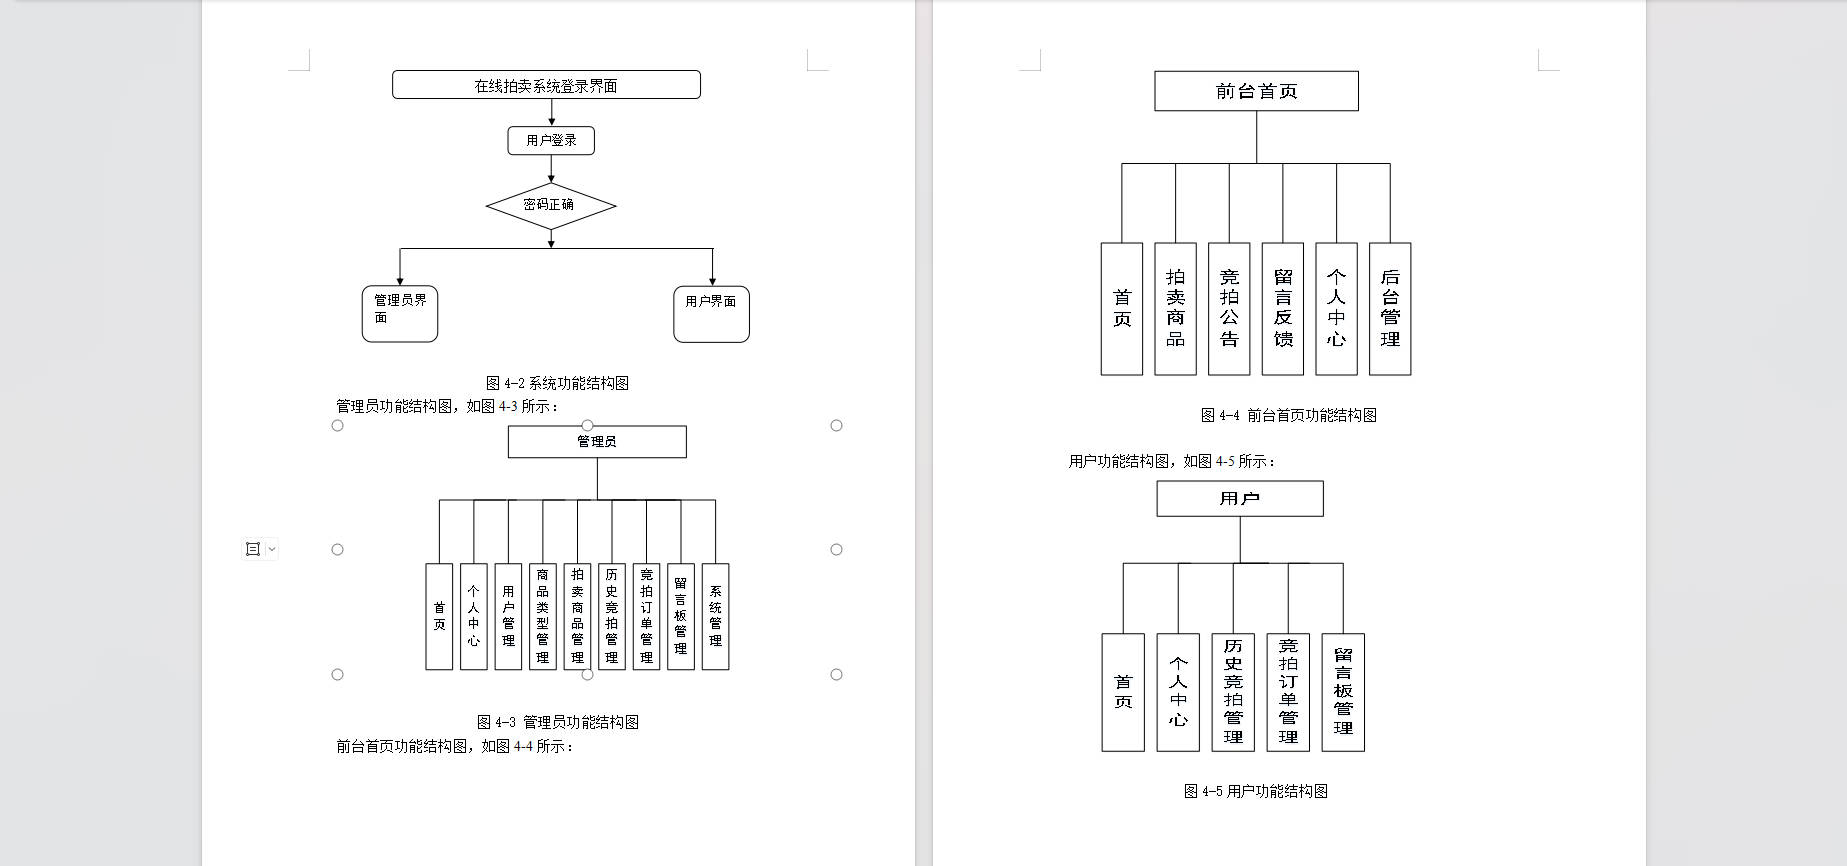 在线拍卖系统登录界面
用户登录
密码正确
管理员界
面
用户界面
图 4-2 系统功能结构图
管理员功能结构图，如图 4-3 所示：
管理员
首页
个人中心
用户管理
商品类型管理
拍卖商品管理
历史竞拍管理
竞拍订单管理
留言板管理
系统管理
图 4-3 管理员功能结构图
前台首页功能结构图，如图 4-4 所示：
前台首页
首页
拍卖商品
竞拍公告
留言反馈
个人中心
后台管理
图 4-4 前台首页功能结构图
用户功能结构图，如图 4-5 所示：
用户
首页
个人中心
历史竞拍管理
竞拍订单管理
留言板管理
图 4-5 用户功能结构图